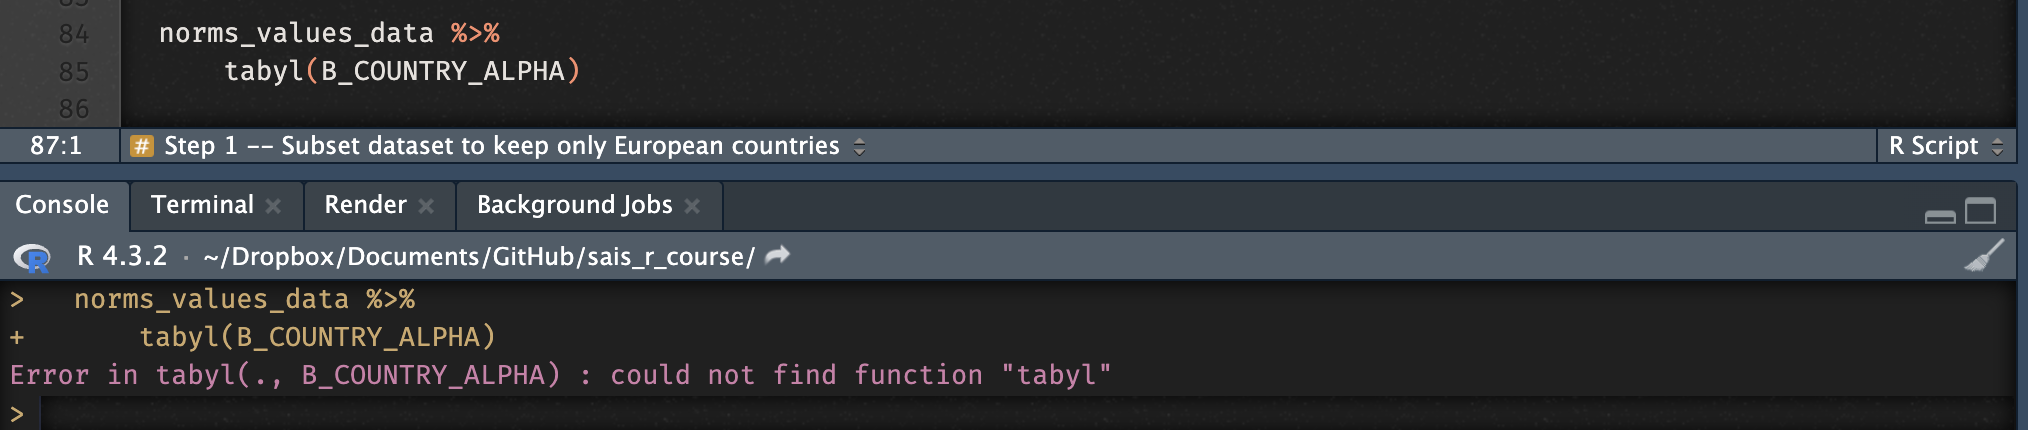 83
84 norms_values_data %>%
85 tabyl(B_COUNTRY_ALPHA)
86
87:1 # Step 1 -- Subset dataset to keep only European countries R Script
Console Terminal Render Background Jobs
R R 4.3.2 · ~/Dropbox/Documents/GitHub/sais_r_course/
> norms_values_data %>%
+ tabyl(B_COUNTRY_ALPHA)
Error in tabyl(., B_COUNTRY_ALPHA) : could not find function "tabyl"
>